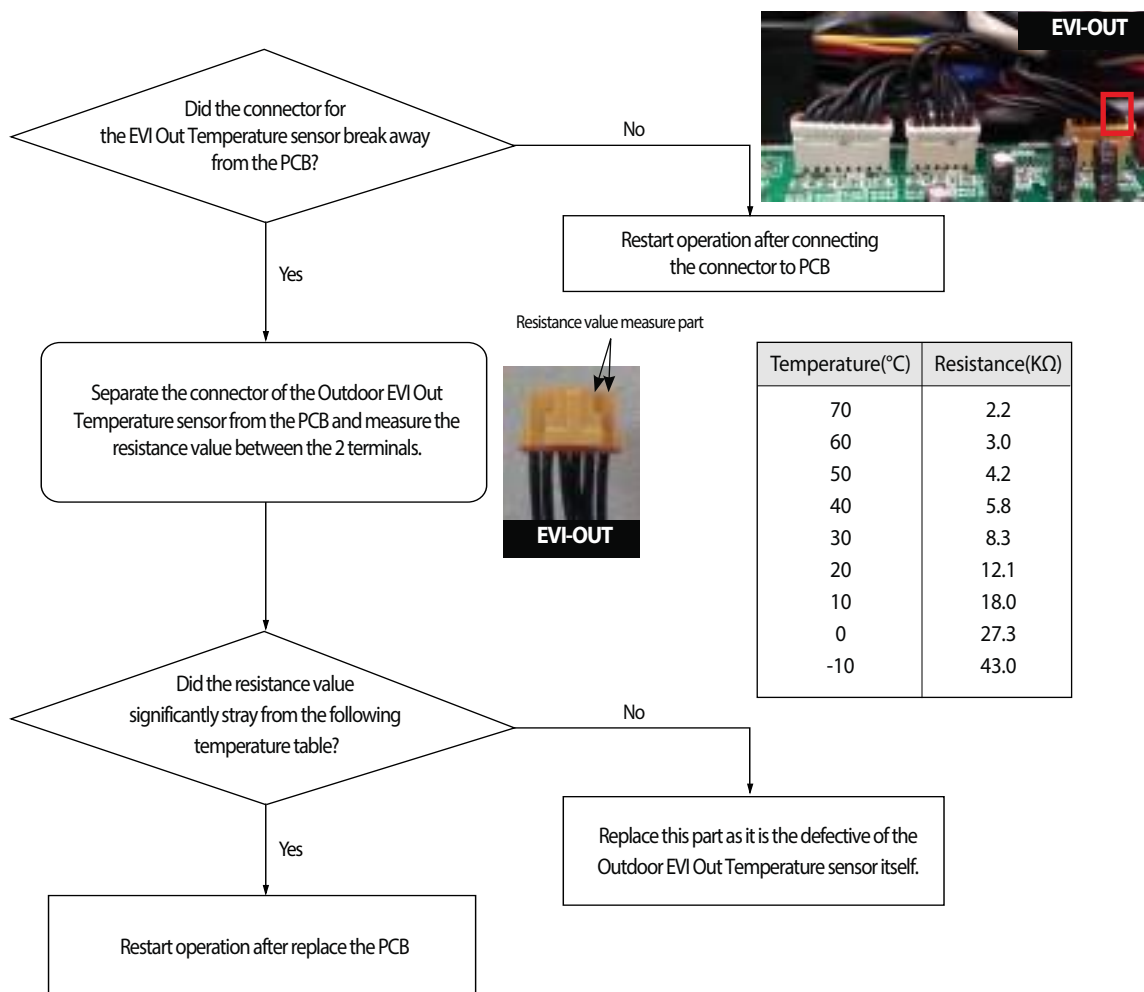 EVI-OUT
Did the connector for
the EVI Out Temperature sensor break away
from the PCB?
No
Restart operation after connecting
the connector to PCB
Yes
Resistance value measure part
Separate the connector of the Outdoor EVI Out
Temperature sensor from the PCB and measure the
resistance value between the 2 terminals.
EVI-OUT
Temperature(°C) Resistance(KΩ)
70 2.2
60 3.0
50 4.2
40 5.8
30 8.3
20 12.1
10 18.0
0 27.3
-10 43.0
Did the resistance value
significantly stray from the following
temperature table?
No
Replace this part as it is the defective of the
Outdoor EVI Out Temperature sensor itself.
Yes
Restart operation after replace the PCB